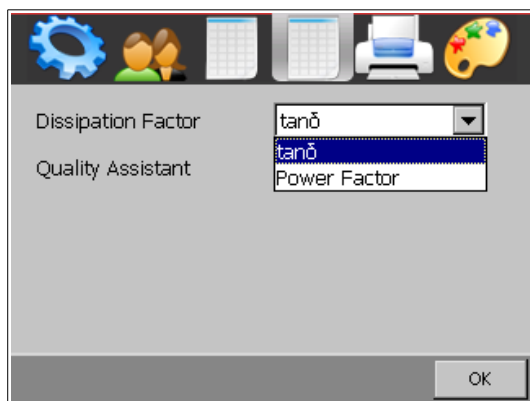 Dissipation Factor
tanδ
tanδ
Quality Assistant
Power Factor
OK